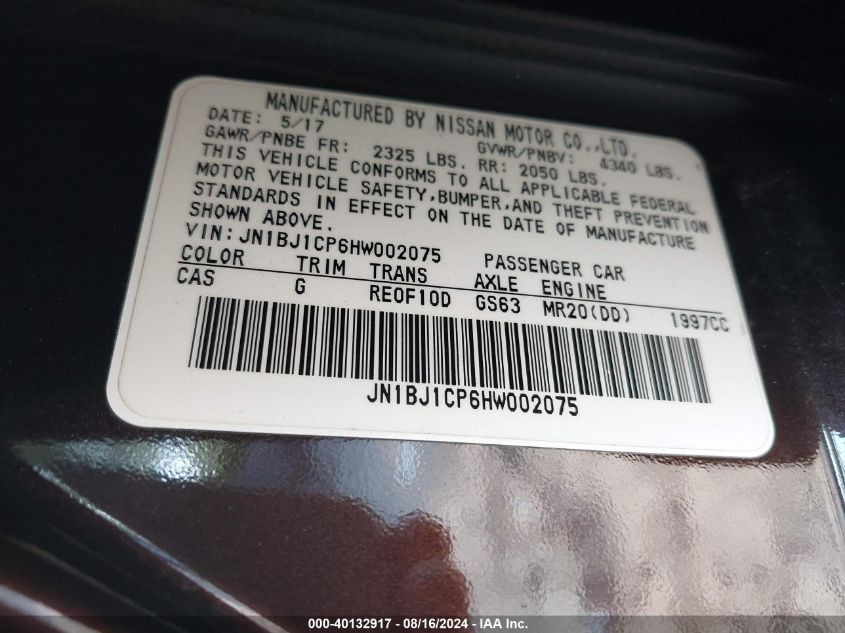 MANUFACTURED BY NISSAN MOTOR CO.,LTD.
DATE: 5/17 GVWR/PNBV: 4340 LBS.
GAWR/PNBE FR: 2325 LBS. RR: 2050 LBS.
THIS VEHICLE CONFORMS TO ALL APPLICABLE FEDERAL
MOTOR VEHICLE SAFETY,BUMPER,AND THEFT PREVENTION
STANDARDS IN EFFECT ON THE DATE OF MANUFACTURE
SHOWN ABOVE.
VIN:JN1BJ1CP6HW002075 PASSENGER CAR
COLOR TRIM TRANS AXLE ENGINE
CAS G RE0F10D GS63 MR20(DD) 1997CC
JN1BJ1CP6HW002075
000-40132917 - 08/16/2024 - IAA Inc.